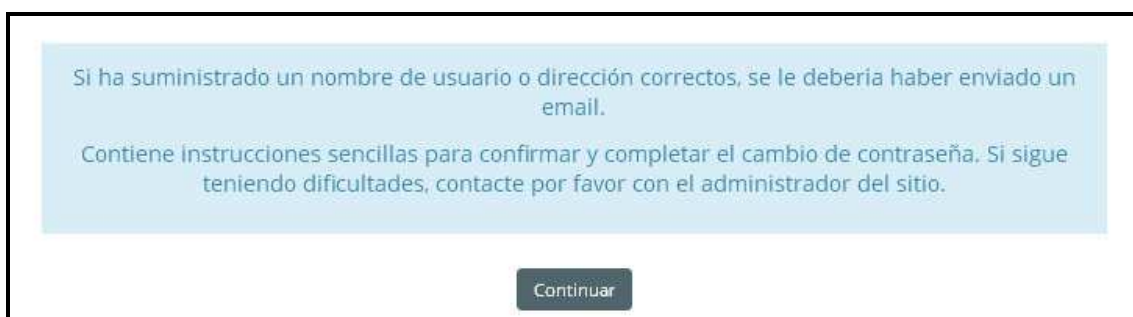 Si ha suministrado un nombre de usuario o dirección correctos, se le debería haber enviado un
email.
Contiene instrucciones sencillas para confirmar y completar el cambio de contraseña. Si sigue
teniendo dificultades, contacte por favor con el administrador del sitio.
Continuar